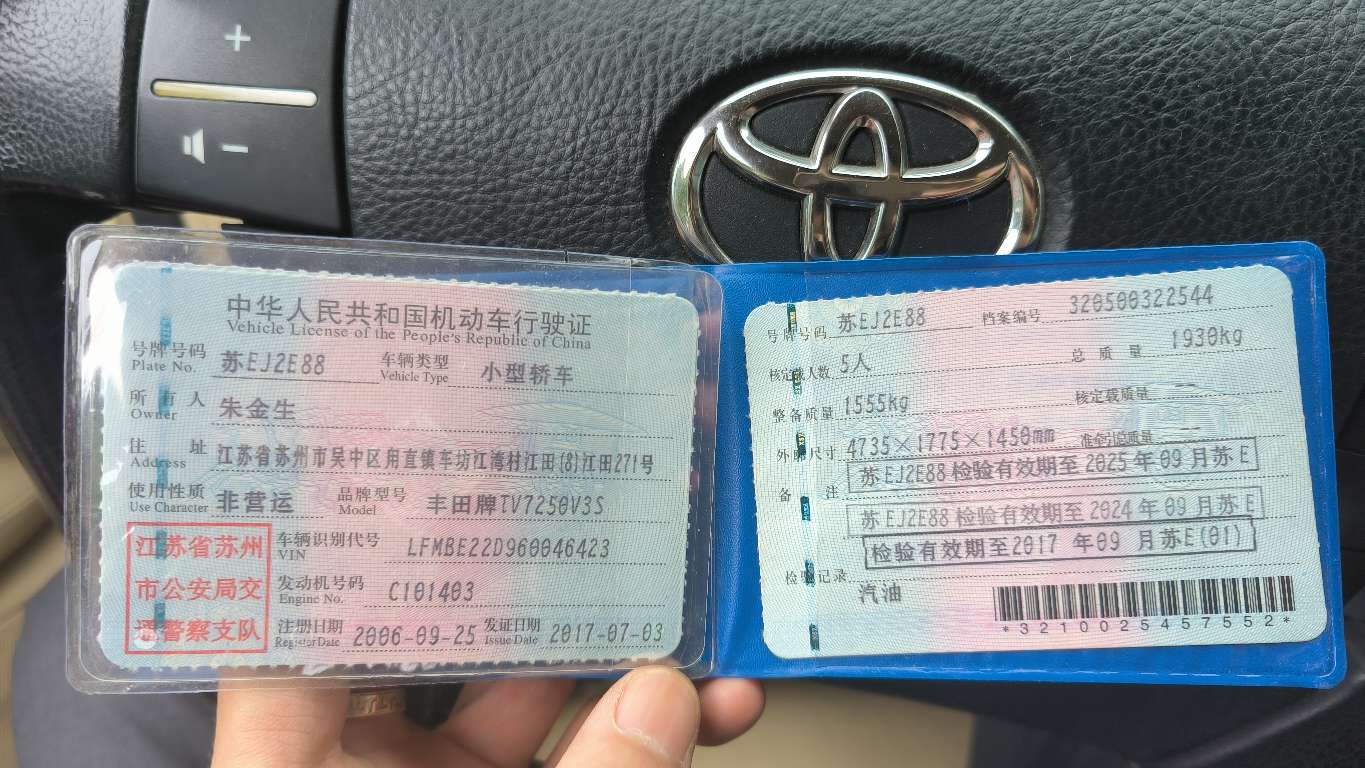 中华人民共和国机动车行驶证
Vehicle License of the People's Republic of China
号牌号码 苏EJ2E88 车辆类型 小型轿车
Plate No. Vehicle Type
所有人 朱金生
Owner
住址 江苏省苏州市吴中区甪直镇车坊江湾村江田(8)江田271号
Address
使用性质 非营运 品牌型号 丰田牌TV7250V3S
Use Character Model
江苏省苏州
市公安局交
通警察支队
车辆识别代号 LFMBE22D960046423
VIN
发动机号码 C101403
Engine No.
注册日期 2006-09-25 发证日期 2017-07-03
Register Date Issue Date
号牌号码 苏EJ2E88 档案编号 320500322544
核定载人数 5人 总质量 1930kg
整备质量 1555kg 核定载质量
外廓尺寸 4735×1775×1450mm 准牵引总质量
苏EJ2E88检验有效期至2025年09月苏E
备注
苏EJ2E88检验有效期至2024年09月苏E
检验有效期至2017 年09 月苏E(01)
检验记录
汽油
*3210025457552*